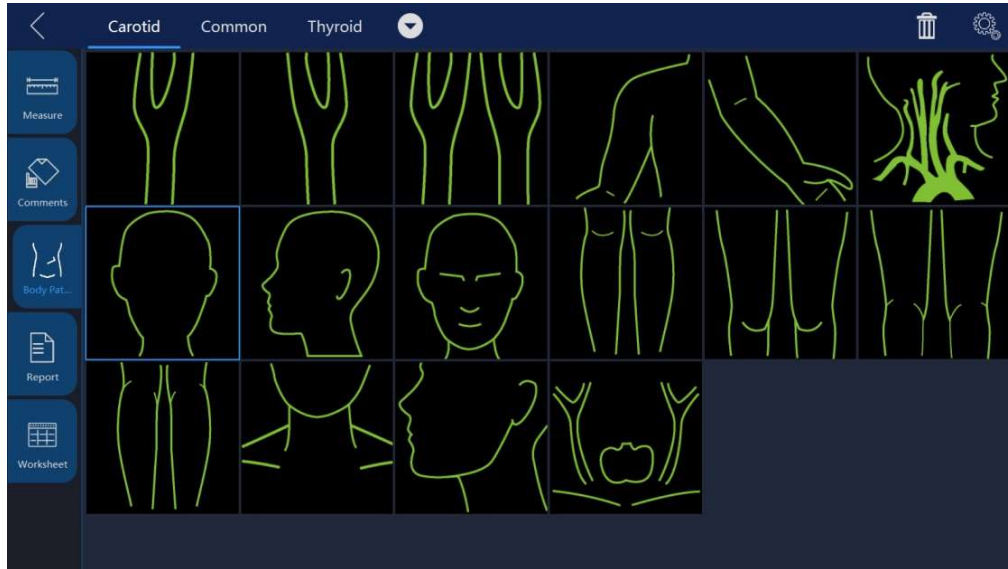 Carotid Common Thyroid
Measure
Comments
Body Pat...
Report
Worksheet